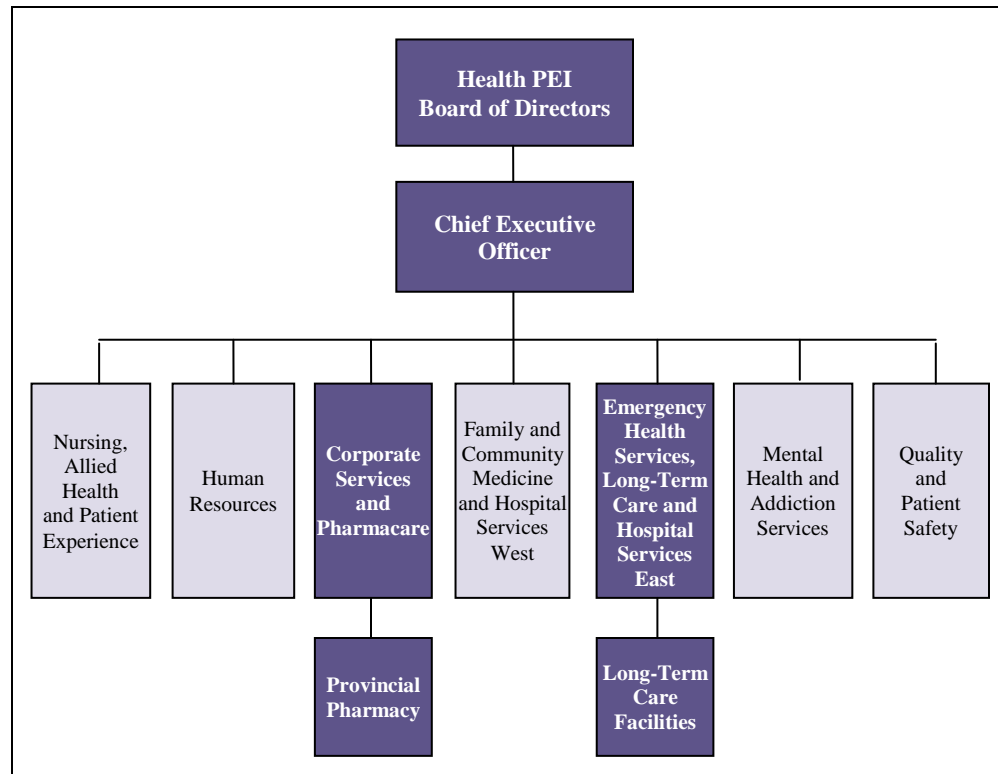 Health PEI
Board of Directors
Chief Executive
Officer
Nursing,
Allied
Health
and Patient
Experience
Human
Resources
Corporate
Services
and
Pharmacare
Family and
Community
Medicine
and Hospital
Services
West
Emergency
Health
Services,
Long-Term
Care and
Hospital
Services
East
Mental
Health and
Addiction
Services
Quality
and
Patient
Safety
Provincial
Pharmacy
Long-Term
Care
Facilities